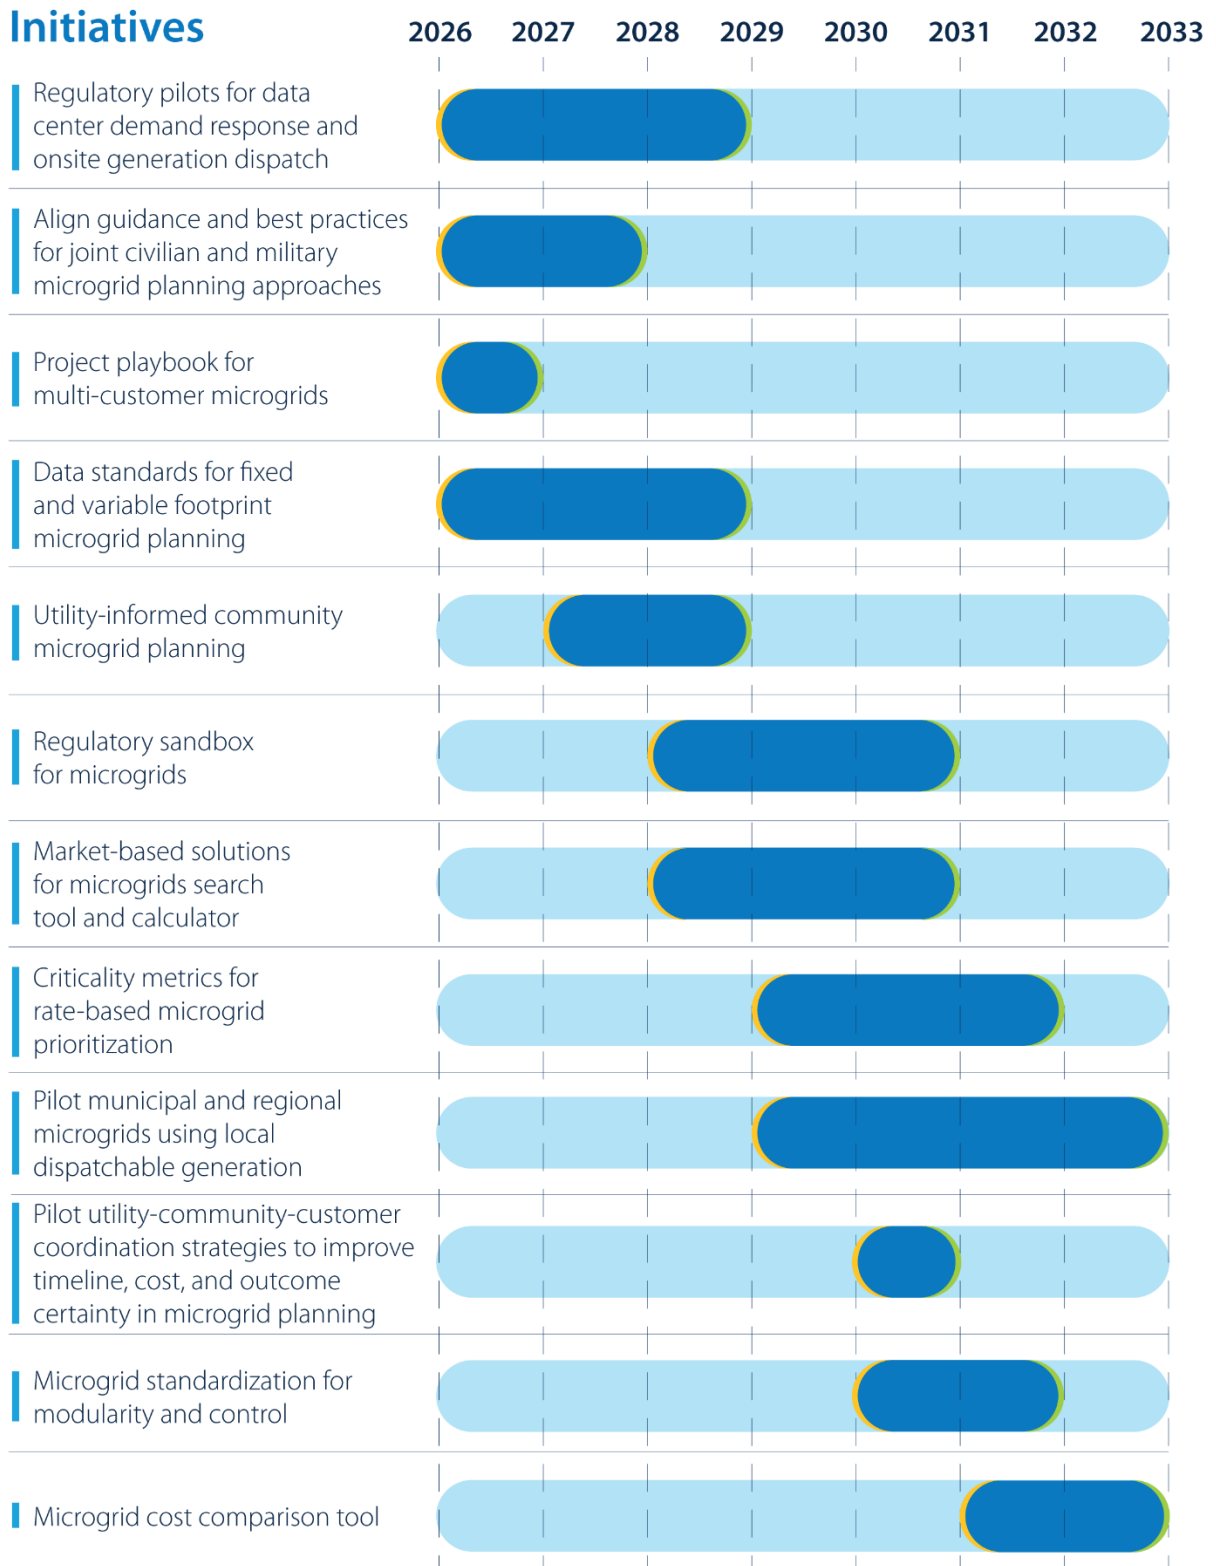 Initiatives
2026 2027 2028 2029 2030 2031 2032 2033
Regulatory pilots for data
center demand response and
onsite generation dispatch
Align guidance and best practices
for joint civilian and military
microgrid planning approaches
Project playbook for
multi-customer microgrids
Data standards for fixed
and variable footprint
microgrid planning
Utility-informed community
microgrid planning
Regulatory sandbox
for microgrids
Market-based solutions
for microgrids search
tool and calculator
Criticality metrics for
rate-based microgrid
prioritization
Pilot municipal and regional
microgrids using local
dispatchable generation
Pilot utility-community-customer
coordination strategies to improve
timeline, cost, and outcome
certainty in microgrid planning
Microgrid standardization for
modularity and control
Microgrid cost comparison tool